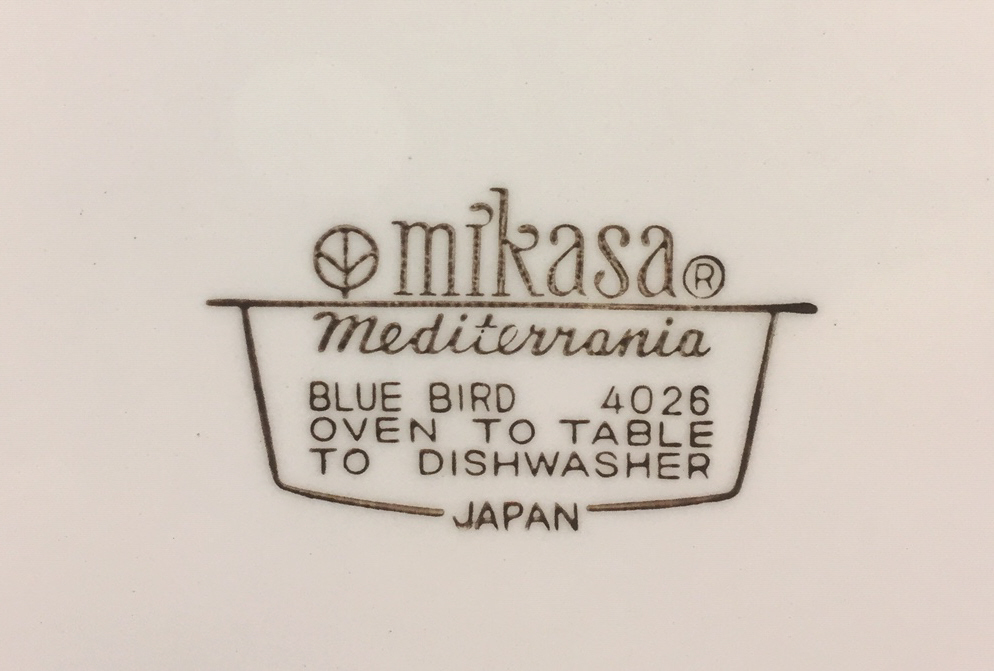 mikasa®
Mediterrania
BLUE BIRD 4026
OVEN TO TABLE
TO DISHWASHER
JAPAN